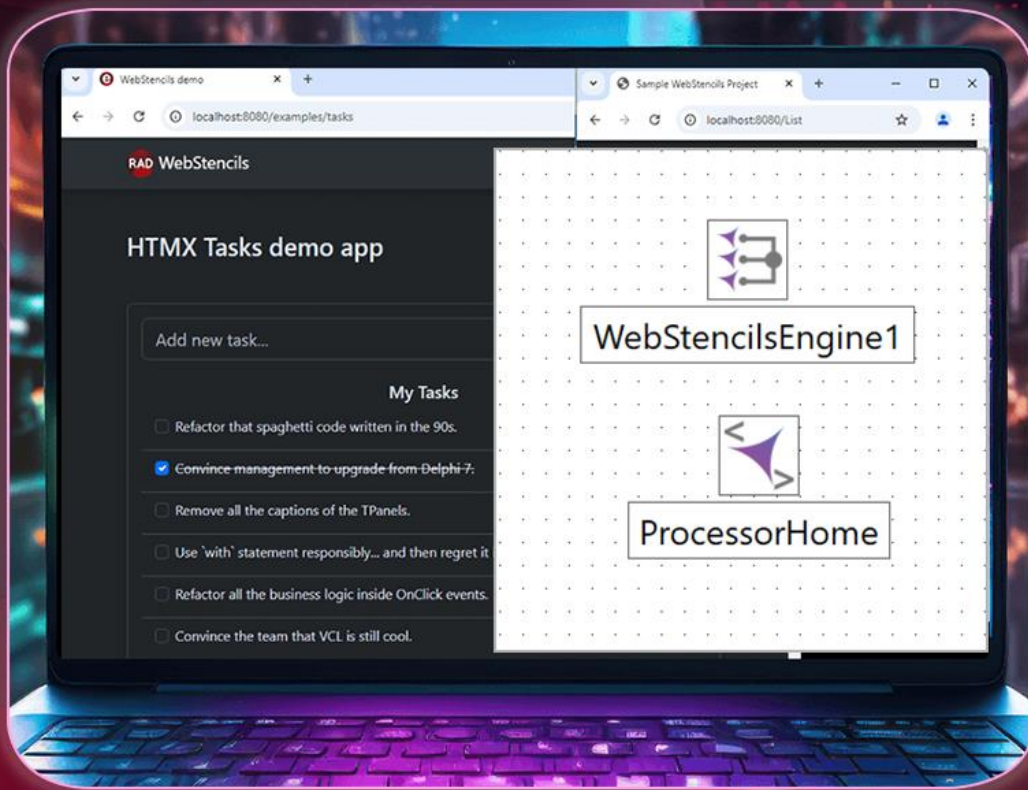 WebStencils demo
localhost:8080/examples/tasks
Sample WebStencils Project
localhost:8080/List
RAD WebStencils
HTMX Tasks demo app
Add new task...
My Tasks
Refactor that spaghetti code written in the 90s.
Convince management to upgrade from Delphi 7.
Remove all the captions of the TPanels.
Use `with` statement responsibly... and then regret it
Refactor all the business logic inside OnClick events.
Convince the team that VCL is still cool.
WebStencilsEngine1
ProcessorHome